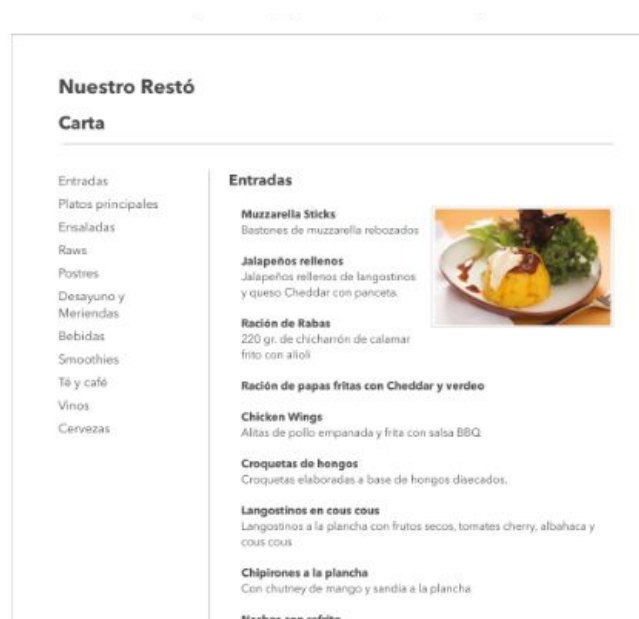 Nuestro Restó
Carta
Entradas
Platos principales
Ensaladas
Raws
Postres
Desayuno y
Meriendas
Bebidas
Smoothies
Té y café
Vinos
Cervezas
Entradas
Muzzarella Sticks
Bastones de muzzarella rebozados
Jalapeños rellenos
Jalapeños rellenos de langostinos
y queso Cheddar con panceta.
Ración de Rabas
220 gr. de chicharrón de calamar
frito con alioli
Ración de papas fritas con Cheddar y verdeo
Chicken Wings
Alitas de pollo empanada y frita con salsa BBQ
Croquetas de hongos
Croquetas elaboradas a base de hongos disecados.
Langostinos en cous cous
Langostinos a la plancha con frutos secos, tomates cherry, albahaca y
cous cous
Chipirones a la plancha
Con chutney de mango y sandía a la plancha